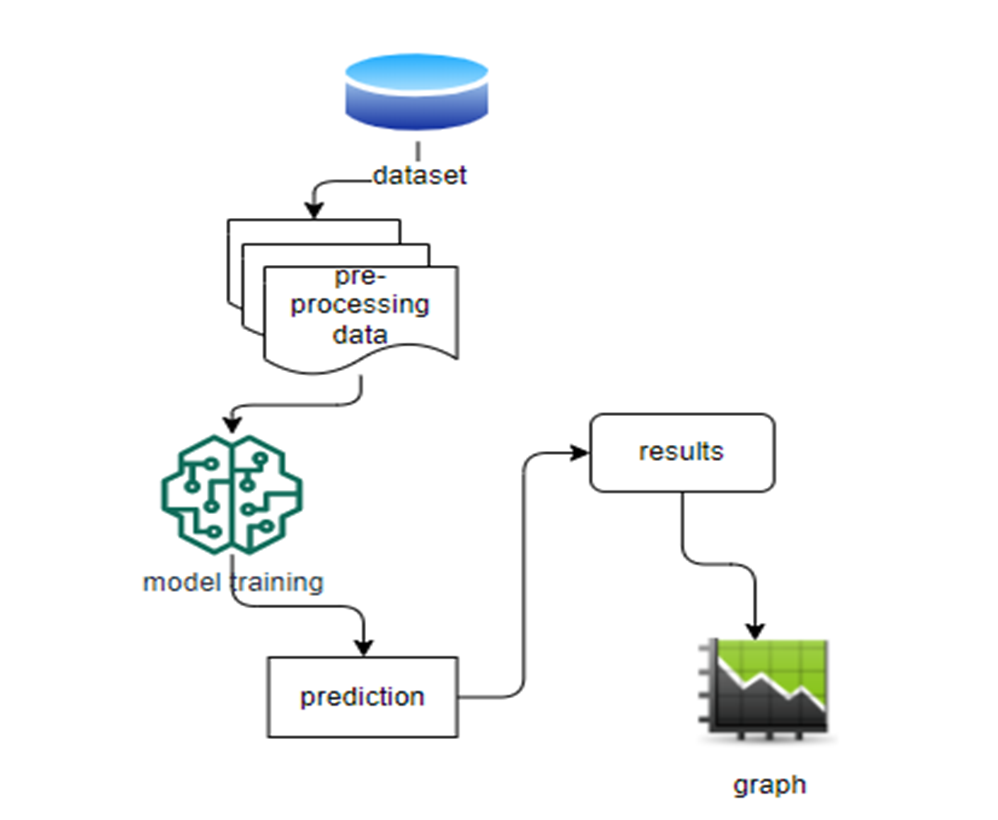 dataset
pre-
processing
data
model training
prediction
results
graph